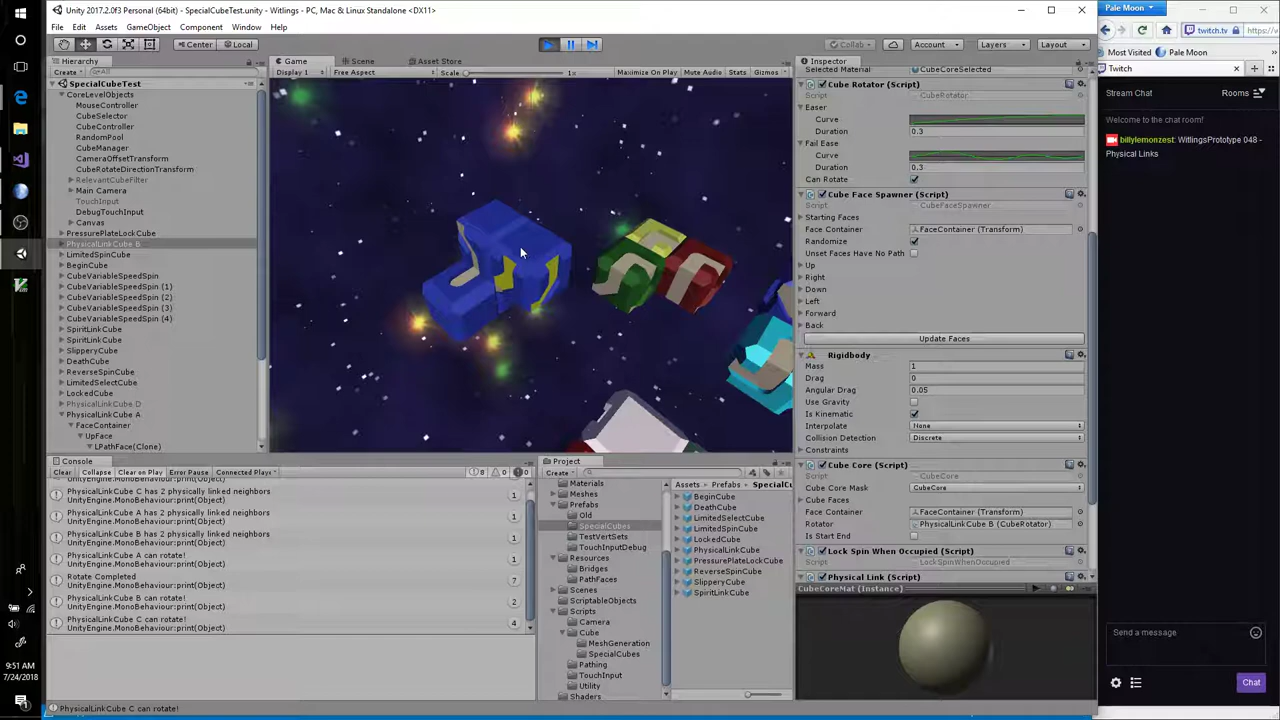 Unity 2017.2.0f3 Personal (64bit) - SpecialCubeTest.unity - Witlings - PC, Mac & Linux Standalone <DX11>
File Edit Assets GameObject Component Window Help
Center Local
Collab Account Layers Layout
Hierarchy
Create All
SpecialCubeTest
CoreLevelObjects
MouseController
CubeSelector
CubeController
RandomPool
CubeManager
CameraOffsetTransform
CubeRotateDirectionTransform
RelevantCubeFilter
Main Camera
TouchInput
DebugTouchInput
Canvas
PressurePlateLockCube
PhysicalLinkCube B
LimitedSpinCube
BeginCube
CubeVariableSpeedSpin
CubeVariableSpeedSpin (1)
CubeVariableSpeedSpin (2)
CubeVariableSpeedSpin (3)
CubeVariableSpeedSpin (4)
SpiritLinkCube
SpiritLinkCube
SlipperyCube
DeathCube
ReverseSpinCube
LimitedSelectCube
LockedCube
PhysicalLinkCube D
PhysicalLinkCube A
FaceContainer
UpFace
LPathFace(Clone)
Game Scene Asset Store
Display 1 Free Aspect Scale 1x Maximize On Play Mute Audio Stats Gizmos
Inspector
Selected Material CubeCoreSelected
Cube Rotator (Script)
Script CubeRotator
Easer
Curve
Duration 0.3
Fail Ease
Curve
Duration 0.3
Can Rotate
Cube Face Spawner (Script)
Script CubeFaceSpawner
Starting Faces
Face Container FaceContainer (Transform)
Randomize
Unset Faces Have No Path
Up
Right
Down
Left
Forward
Back
Update Faces
Rigidbody
Mass 1
Drag 0
Angular Drag 0.05
Use Gravity
Is Kinematic
Interpolate None
Collision Detection Discrete
Constraints
Cube Core (Script)
Script CubeCore
Cube Core Mask CubeCore
Cube Faces
Face Container FaceContainer (Transform)
Rotator PhysicalLinkCube B (CubeRotator)
Is Start End
Lock Spin When Occupied (Script)
Script LockSpinWhenOccupied
Physical Link (Script)
CubeCoreMat (Instance)
Console
Clear Collapse Clear on Play Error Pause Connected Playe 8 0 0
PhysicalLinkCube C has 2 physically linked neighbors
UnityEngine.MonoBehaviour:print(Object) 1
PhysicalLinkCube A has 2 physically linked neighbors
UnityEngine.MonoBehaviour:print(Object) 1
PhysicalLinkCube B has 2 physically linked neighbors
UnityEngine.MonoBehaviour:print(Object) 1
PhysicalLinkCube A can rotate!
UnityEngine.MonoBehaviour:print(Object) 1
Rotate Completed
UnityEngine.MonoBehaviour:print(Object) 7
PhysicalLinkCube B can rotate!
UnityEngine.MonoBehaviour:print(Object) 2
PhysicalLinkCube C can rotate!
UnityEngine.MonoBehaviour:print(Object) 4
PhysicalLinkCube C can rotate!
Project
Create
Materials
Meshes
Prefabs
Old
SpecialCubes
TestVertSets
TouchInputDebug
Resources
Bridges
PathFaces
Scenes
ScriptableObjects
Scripts
Camera
Cube
MeshGeneration
SpecialCubes
Pathing
TouchInput
Utility
Shaders
Assets Prefabs SpecialC
BeginCube
DeathCube
LimitedSelectCube
LimitedSpinCube
LockedCube
PhysicalLinkCube
PressurePlateLockCube
ReverseSpinCube
SlipperyCube
SpiritLinkCube
Pale Moon
twitch.tv
Most Visited Pale Moon
Twitch
Stream Chat Rooms
Welcome to the chat room!
billylemonzest: WitlingsPrototype 048 -
Physical Links
Send a message
Chat
9:51 AM
7/24/2018